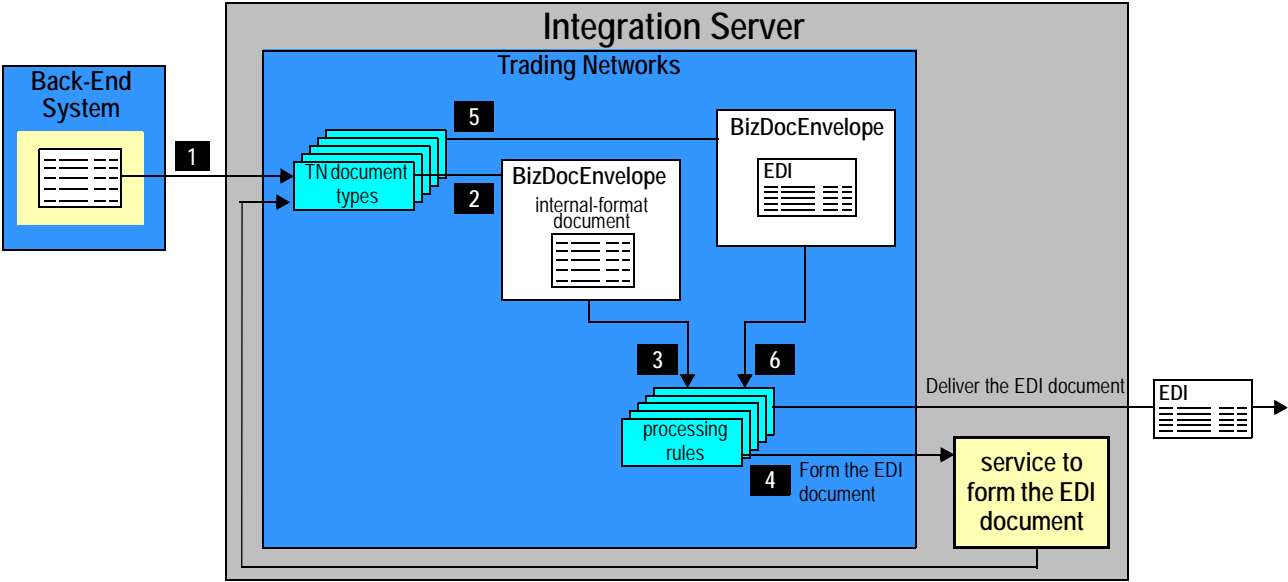 Integration Server
Trading Networks
Back-End
System
1
TN document
types
5
2
BizDocEnvelope
internal-format
document
BizDocEnvelope
EDI
3
6
processing
rules
4
Form the EDI
document
Deliver the EDI document
EDI
service to
form the EDI
document